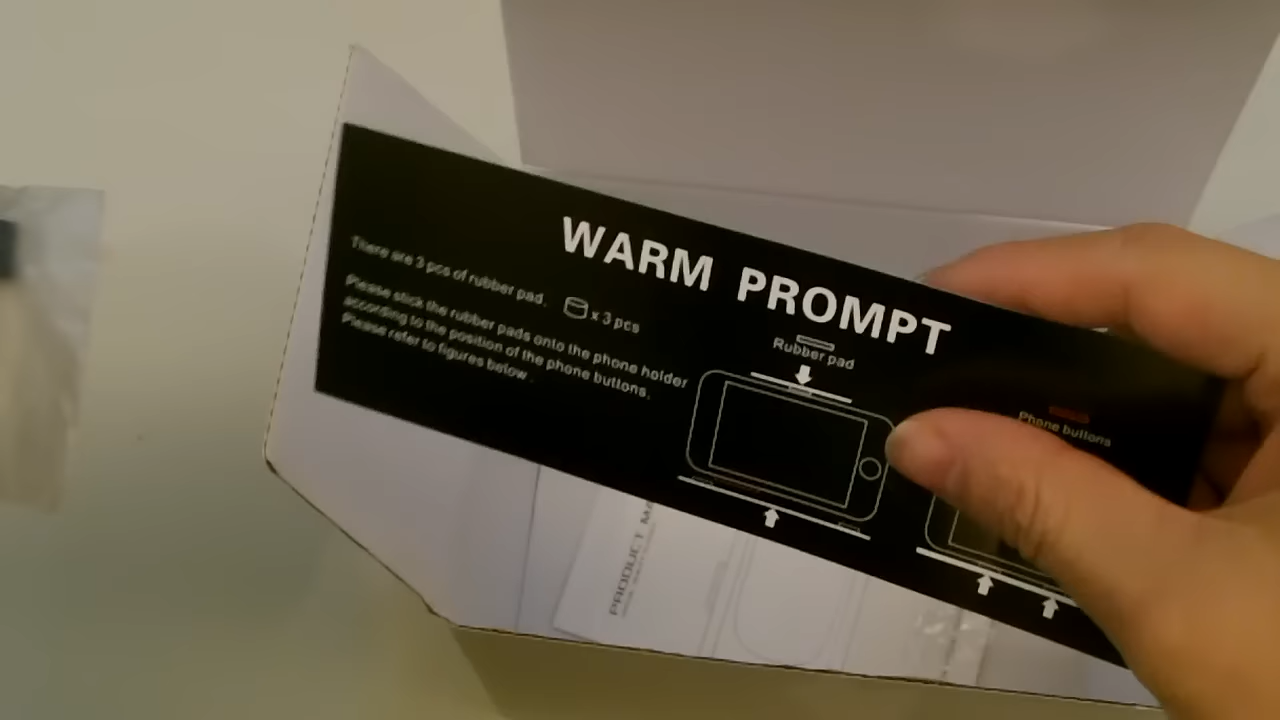 WARM PROMPT
There are 3 pcs of rubber pad.
x 3 pcs
Please stick the rubber pads onto the phone holder
according to the position of the phone buttons.
Please refer to figures below .
Rubber pad
Phone buttons
PRODUCT